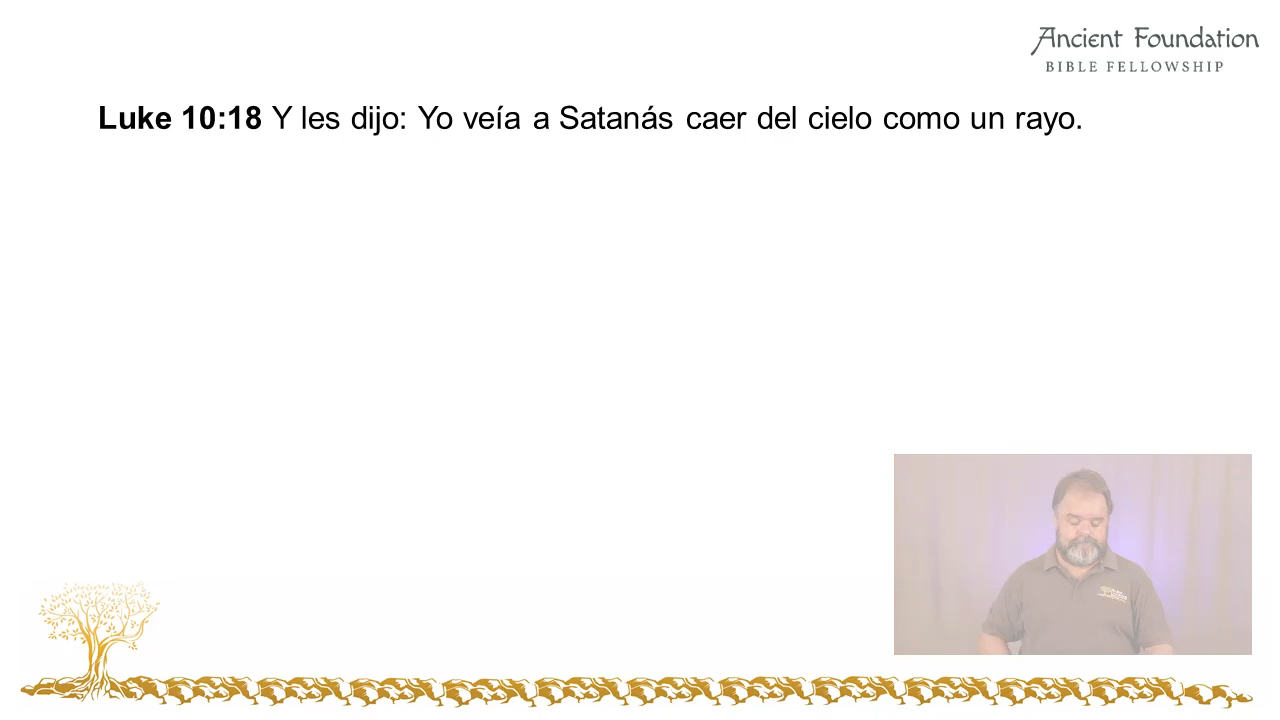 Ancient Foundation
BIBLE FELLOWSHIP
Luke 10:18 Y les dijo: Yo veía a Satanás caer del cielo como un rayo.